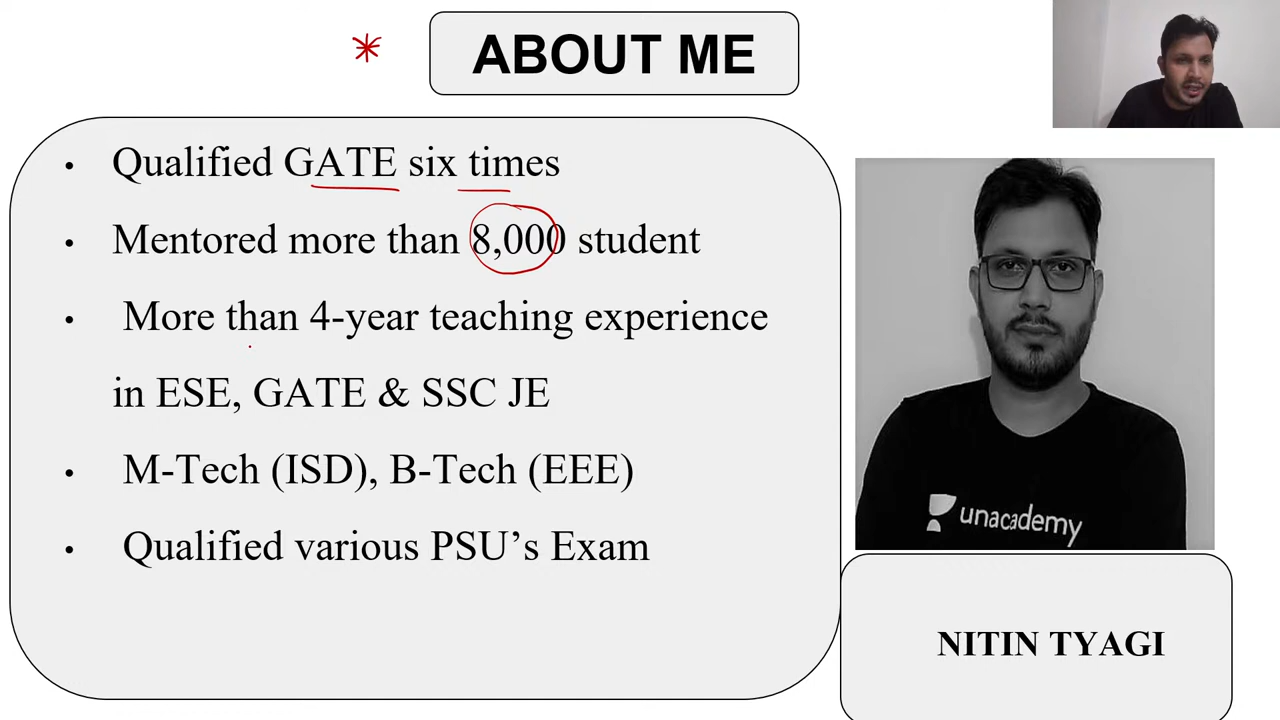 ABOUT ME
• Qualified GATE six times
• Mentored more than 8,000 student
• More than 4-year teaching experience
in ESE, GATE & SSC JE
• M-Tech (ISD), B-Tech (EEE)
• Qualified various PSU’s Exam
unacademy
NITIN TYAGI